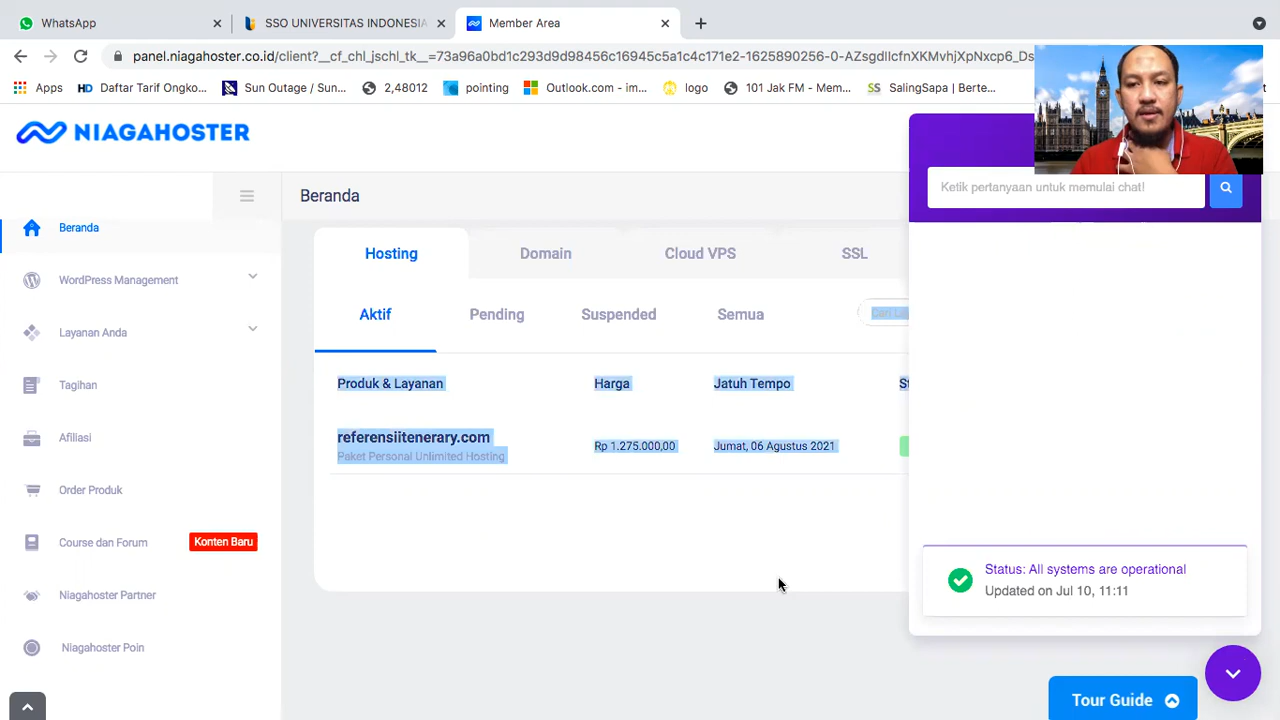 WhatsApp
SSO UNIVERSITAS INDONESIA
Member Area
panel.niagahoster.co.id/client?__cf_chl_jschl_tk__=73a96a0bd1c293d9d98456c16945c5a1c4c171e2-1625890256-0-AZsgdIlcfnXKMvhjXpNxcp6_Ds
Apps
Daftar Tarif Ongko...
Sun Outage / Sun...
2,48012
pointing
Outlook.com - im...
logo
101 Jak FM - Mem...
SalingSapa | Berte...
NIAGAHOSTER
Ketik pertanyaan untuk memulai chat!
Beranda
Beranda
WordPress Management
Layanan Anda
Tagihan
Afiliasi
Order Produk
Course dan Forum
Konten Baru
Niagahoster Partner
Niagahoster Poin
Hosting
Domain
Cloud VPS
SSL
Aktif
Pending
Suspended
Semua
Produk & Layanan
Harga
Jatuh Tempo
St
referensiitenerary.com
Paket Personal Unlimited Hosting
Rp 1.275.000,00
Jumat, 06 Agustus 2021
Status: All systems are operational
Updated on Jul 10, 11:11
Tour Guide